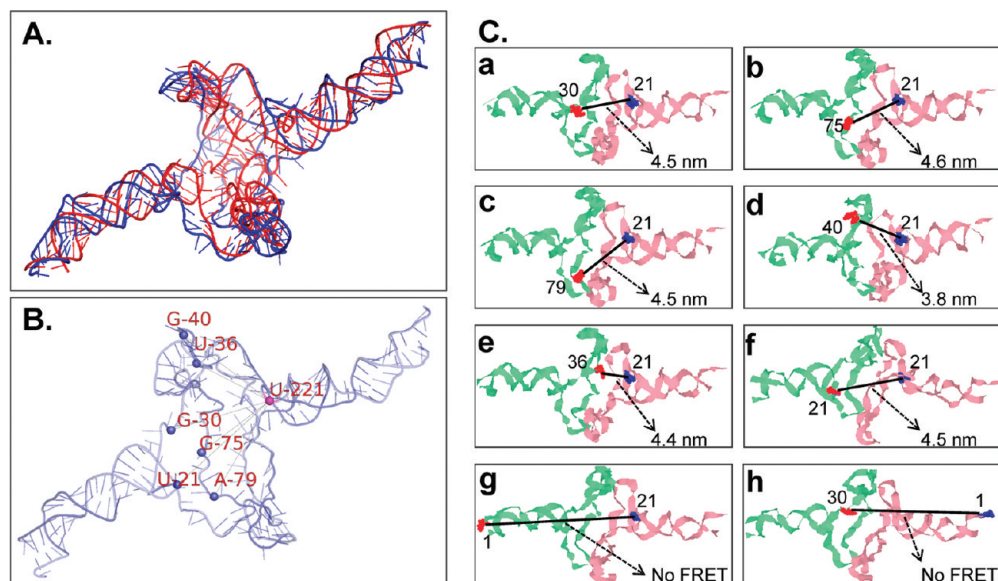 A.
B.
G-40
U-36
U-221
G-30
G-75
U-21
A-79
C.
a
30
21
4.5 nm
b
21
75
4.6 nm
c
21
79
4.5 nm
d
40
21
3.8 nm
e
36
21
4.4 nm
f
21
21
4.5 nm
g
21
1
No FRET
h
30
1
No FRET